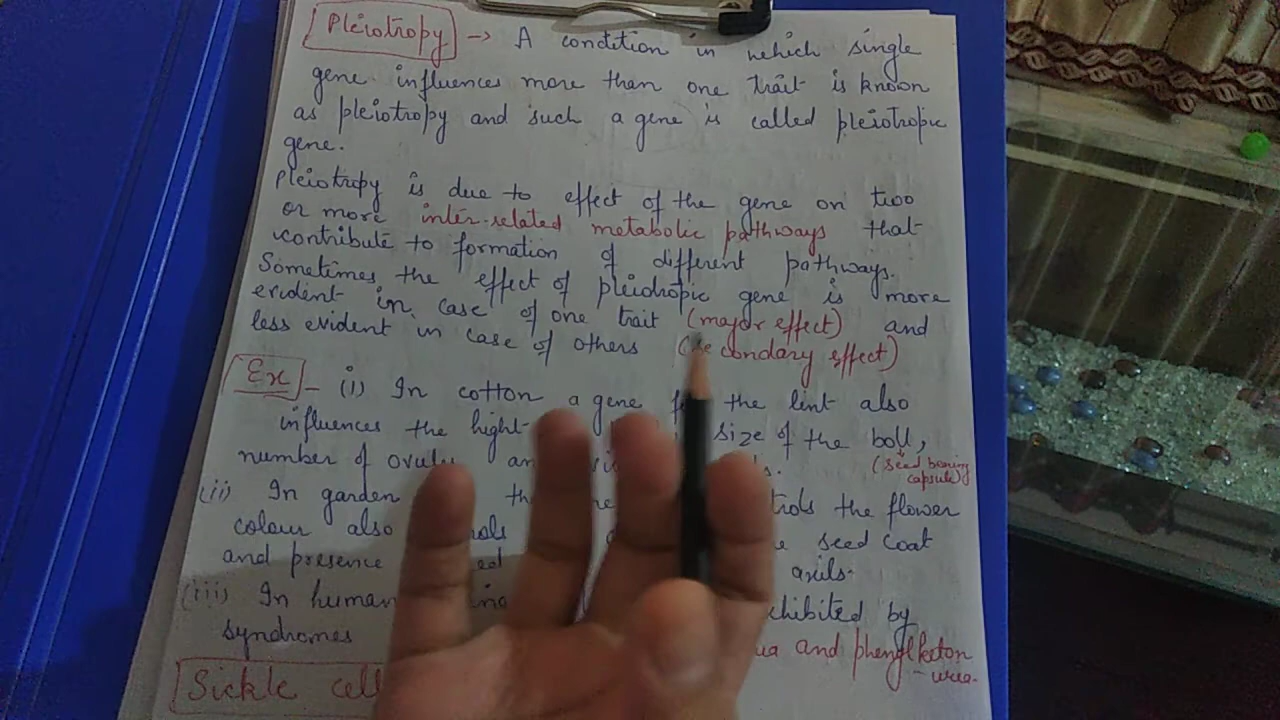 Pleiotropy → A condition in which single
gene influences more than one trait is known
as pleiotropy and such a gene is called pleiotropic
gene.
Pleiotropy is due to effect of the gene on two
or more inter-related metabolic pathways that
contribute to formation of different pathways.
Sometimes the effect of pleiotropic gene is more
evident in case of one trait (major effect) and
less evident in case of others (secondary effect)
Ex - (i) In cotton a gene the lint also
influences the hight size of the boll,
(seed bearing
capsule)
number of
(ii) In garden the flower
colour also seed coat
and presence axils.
(iii) In human exhibited by
syndromes and phenylketon
-urea.
Sickle cell